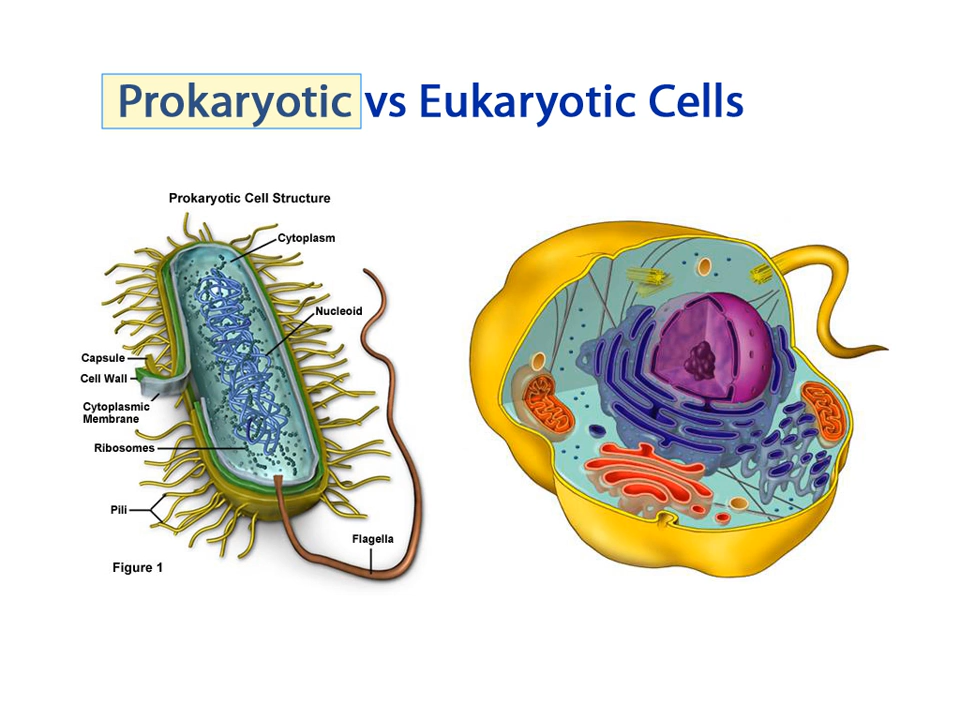 Prokaryotic vs Eukaryotic Cells
Prokaryotic Cell Structure
Cytoplasm
Nucleoid
Capsule
Cell Wall
Cytoplasmic
Membrane
Ribosomes
Pili
Flagella
Figure 1